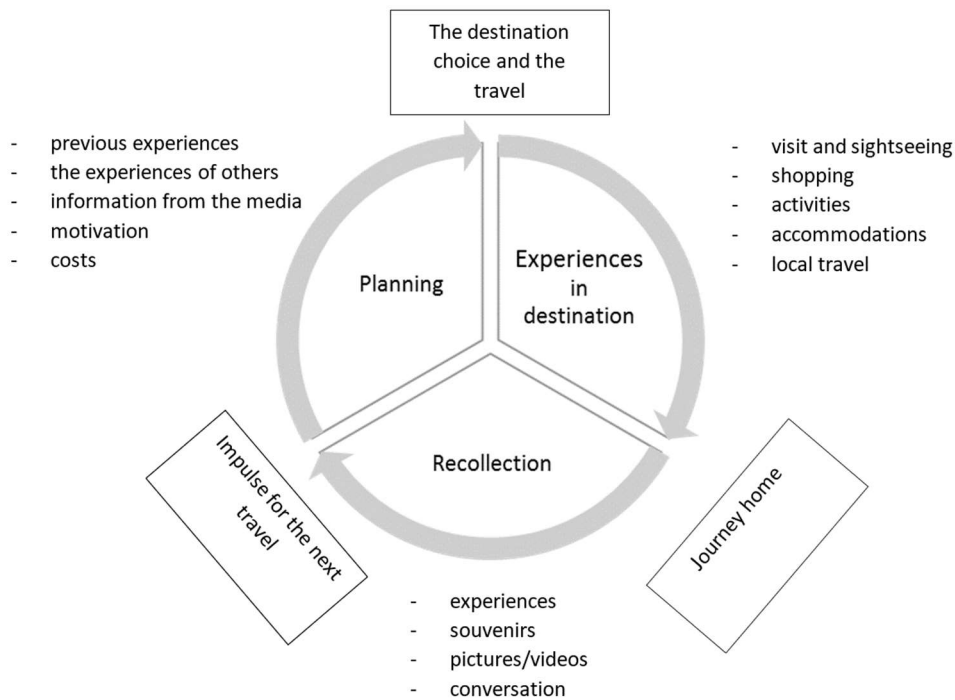 The destination
choice and the
travel
- previous experiences
- the experiences of others
- information from the media
- motivation
- costs
- visit and sightseeing
- shopping
- activities
- accommodations
- local travel
Planning
Experiences
in
destination
Recollection
Impulse for the next
travel
Journey home
- experiences
- souvenirs
- pictures/videos
- conversation